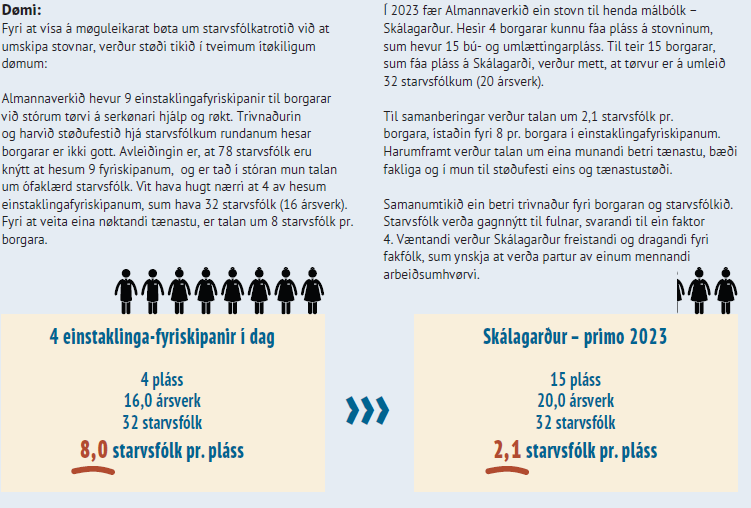 Dømi:
Fyri at vísa á møguleikarat bøta um starvsfólkatrotið við at
umskipa stovnar, verður støði tikið í tveimum ítøkiligum
dømum:
Almannaverkið hevur 9 einstaklingafyriskipanir til borgarar
við stórum tørvi á serkønari hjálp og røkt. Trivnaðurin
og harvið støðufestið hjá starvsfólkum rundanum hesar
borgarar er ikki gott. Avleiðingin er, at 78 starvsfólk eru
knýtt at hesum 9 fyriskipanum, og er tað í stóran mun talan
um ófaklærd starvsfólk. Vit hava hugt nærri at 4 av hesum
einstaklingafyriskipanum, sum hava 32 starvsfólk (16 ársverk).
Fyri at veita eina nøktandi tænastu, er talan um 8 starvsfólk pr.
borgara.
Í 2023 fær Almannaverkið ein stovn til henda málbólk –
Skálagarður. Hesir 4 borgarar kunnu fáa pláss á stovninum,
sum hevur 15 bú- og umlættingarpláss. Til teir 15 borgarar,
sum fáa pláss á Skálagarði, verður mett, at tørvur er á umleið
32 starvsfólkum (20 ársverk).
Til samanberingar verður talan um 2,1 starvsfólk pr.
borgara, ístaðin fyri 8 pr. borgara í einstaklingafyriskipanum.
Harumframt verður talan um eina munandi betri tænastu, bæði
fakliga og í mun til støðufesti eins og tænastustøði.
Samanumtikið ein betri trivnaður fyri borgaran og starvsfólkið.
Starvsfólk verða gagnnýtt til fulnar, svarandi til ein faktor
4. Væntandi verður Skálagarður freistandi og dragandi fyri
fakfólk, sum ynskja at verða partur av einum mennandi
arbeiðsumhvørvi.
4 einstaklinga-fyriskipanir í dag
4 pláss
16,0 ársverk
32 starvsfólk
8,0 starvsfólk pr. pláss
Skálagarður – primo 2023
15 pláss
20,0 ársverk
32 starvsfólk
2,1 starvsfólk pr. pláss